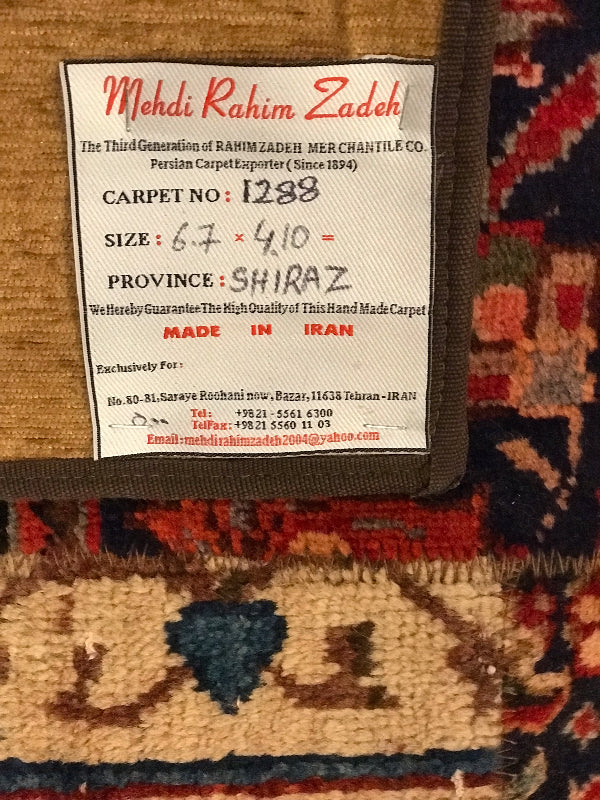 Mehdi Rahim Zadeh
The Third Generation of RAHIMZADEH MERCHANTILE CO.
Persian Carpet Exporter ( Since 1894)
CARPET NO : 1288
SIZE : 6.7 × 4.10 =
PROVINCE : SHIRAZ
We Hereby Guarantee The High Quality of This Hand Made Carpet
MADE IN IRAN
Exclusively For:
No.80-81,Saraye Roohani now, Bazar,11638 Tehran-IRAN
Tel: +9821-5561 6300
TelFax: +9821 5560 11 03
Email:mehdirahimzadeh2004@yahoo.com